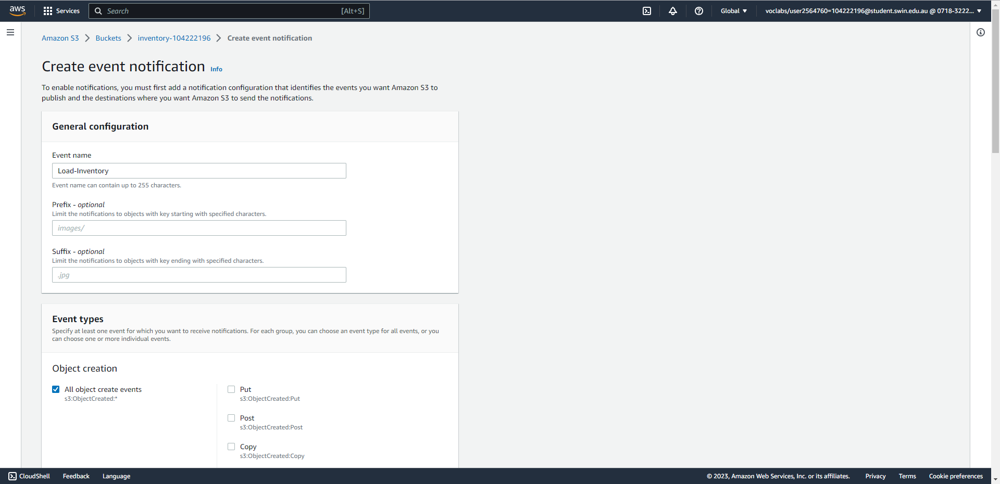 aws
Services
Search
[Alt+S]
Global
voclabs/user2564760=104222196@student.swin.edu.au @ 0718-3222...
Amazon S3 > Buckets > inventory-104222196 > Create event notification
Create event notification Info
To enable notifications, you must first add a notification configuration that identifies the events you want Amazon S3 to
publish and the destinations where you want Amazon S3 to send the notifications.
General configuration
Event name
Load-Inventory
Event name can contain up to 255 characters.
Prefix - optional
Limit the notifications to objects with key starting with specified characters.
images/
Suffix - optional
Limit the notifications to objects with key ending with specified characters.
.jpg
Event types
Specify at least one event for which you want to receive notifications. For each group, you can choose an event type for all events, or you
can choose one or more individual events.
Object creation
All object create events
s3:ObjectCreated:*
Put
s3:ObjectCreated:Put
Post
s3:ObjectCreated:Post
Copy
s3:ObjectCreated:Copy
CloudShell
Feedback
Language
© 2023, Amazon Web Services, Inc. or its affiliates.
Privacy
Terms
Cookie preferences